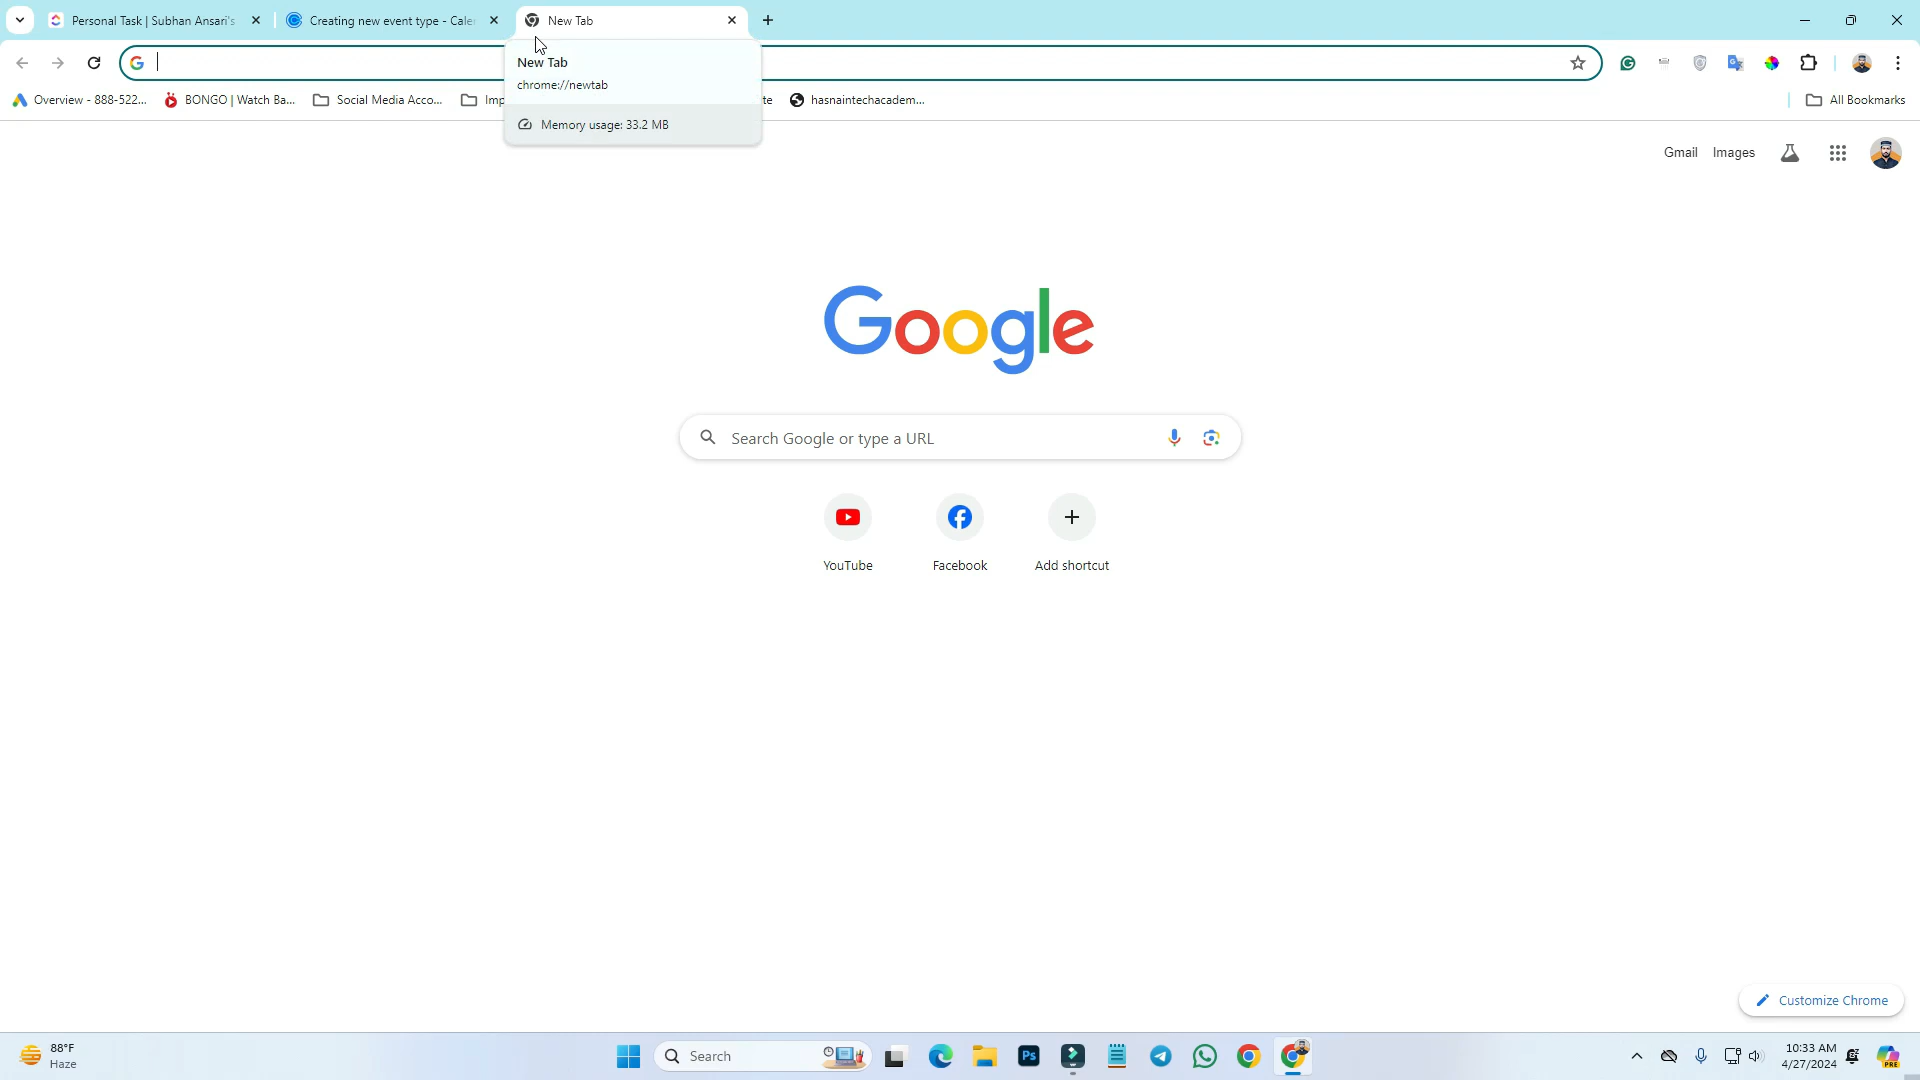 Personal Task | Subhan Ansari's
Creating new event type - Cale
New Tab
New Tab
chrome://newtab
Memory usage: 33.2 MB
Overview - 888-522...
BONGO | Watch Ba...
Social Media Acco...
Imp
te
hasnaintechacadem...
All Bookmarks
Gmail
Images
Google
Search Google or type a URL
YouTube
Facebook
Add shortcut
Customize Chrome
88°F
Haze
Search
Ps
10:33 AM
4/27/2024
PRE